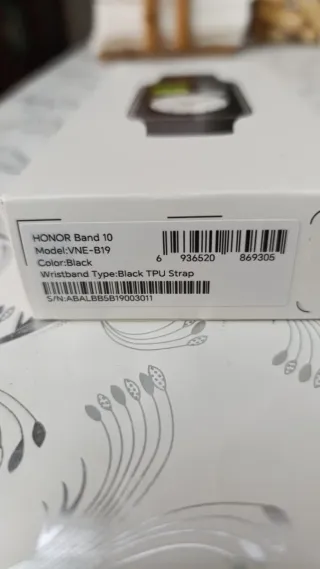 HONOR Band 10
Model:VNE-B19
Color:Black
6 936520 869305
Wristband Type:Black TPU Strap
S/N:ABALBB5B19003011